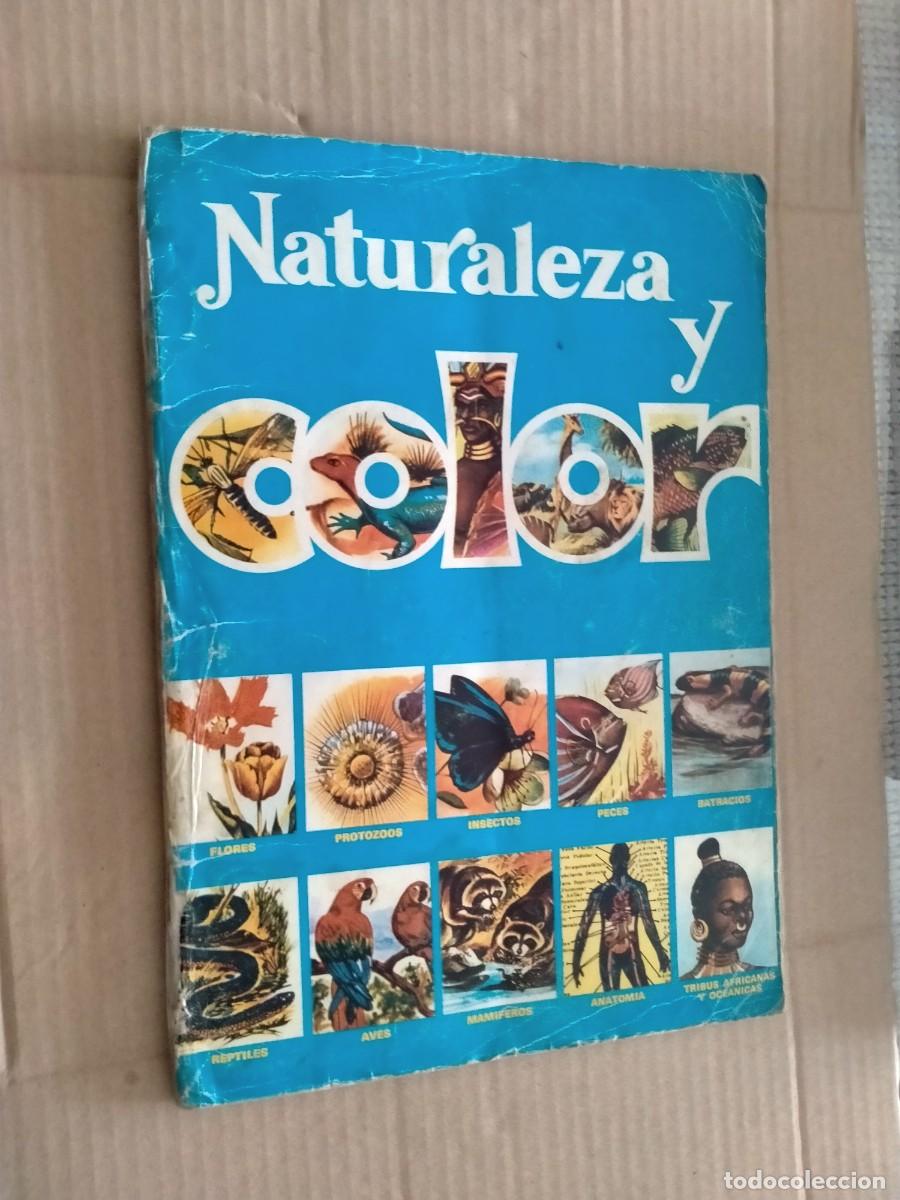 Naturaleza
y
color
FLORES
PROTOZOOS
INSECTOS
PECES
BATRACIOS
REPTILES
AVES
MAMIFEROS
ANATOMIA
TRIBUS AFRICANAS
Y OCEANICAS
todocoleccion